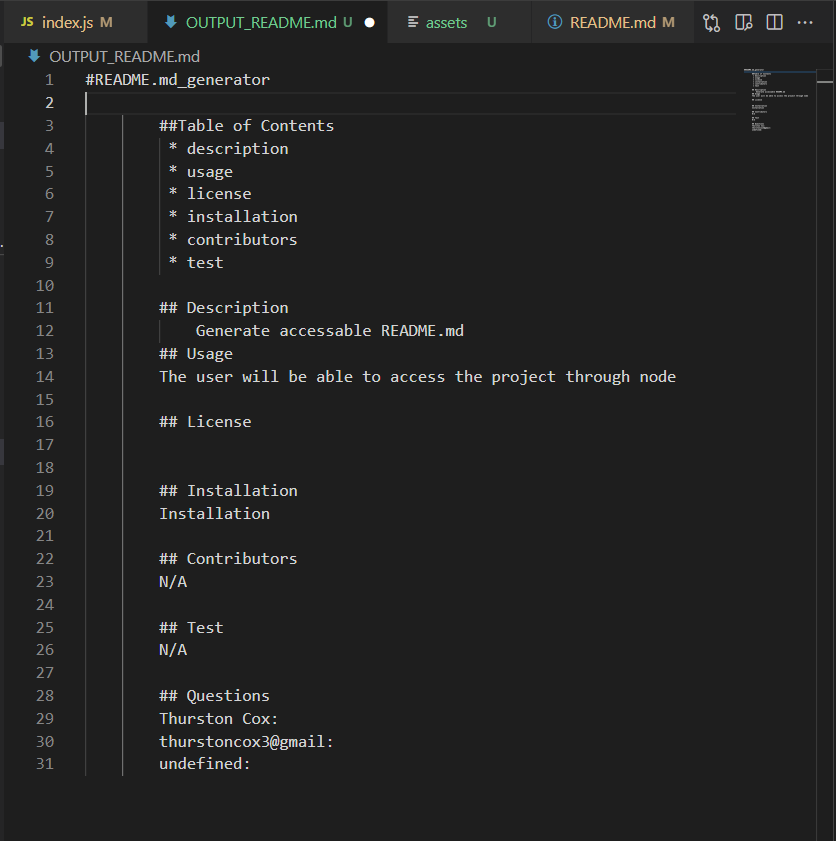 JS index.js M OUTPUT_README.md U ● assets U README.md M ...
OUTPUT_README.md
1 #README.md_generator
2
3 ##Table of Contents
4 * description
5 * usage
6 * license
7 * installation
8 * contributors
9 * test
10
11 ## Description
12 Generate accessable README.md
13 ## Usage
14 The user will be able to access the project through node
15
16 ## License
17
18
19 ## Installation
20 Installation
21
22 ## Contributors
23 N/A
24
25 ## Test
26 N/A
27
28 ## Questions
29 Thurston Cox:
30 thurstoncox3@gmail:
31 undefined: